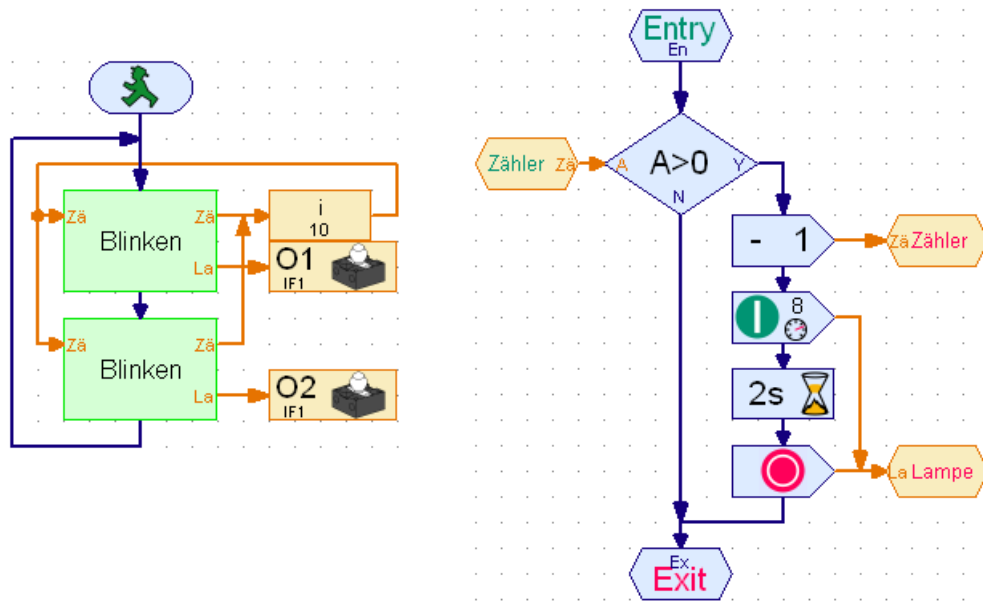 Zä
Zä
i
10
Blinken
La
O1
IF1
Zä
Zä
Blinken
La
O2
IF1
Entry
En
Zähler Zä
A
A>0
Y
N
- 1
Zä Zähler
8
2s
La Lampe
Ex
Exit